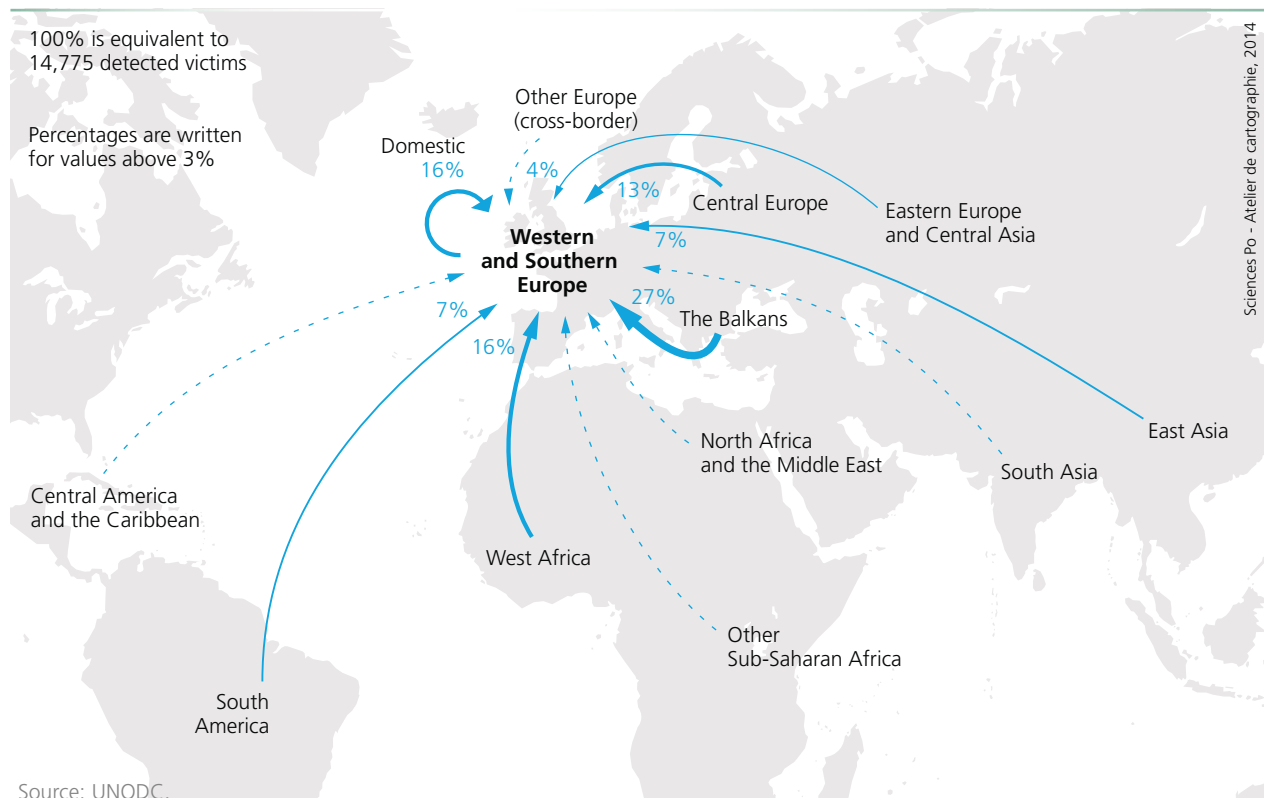 100% is equivalent to
14,775 detected victims
Percentages are written
for values above 3%
Sciences Po - Atelier de cartographie, 2014
Other Europe
(cross-border)
Domestic
16%
4%
13%
Central Europe
Eastern Europe
and Central Asia
Western
and Southern
Europe
7%
27%
The Balkans
7%
16%
East Asia
North Africa
and the Middle East
South Asia
Central America
and the Caribbean
West Africa
Other
Sub-Saharan Africa
South
America
Source: UNODC.